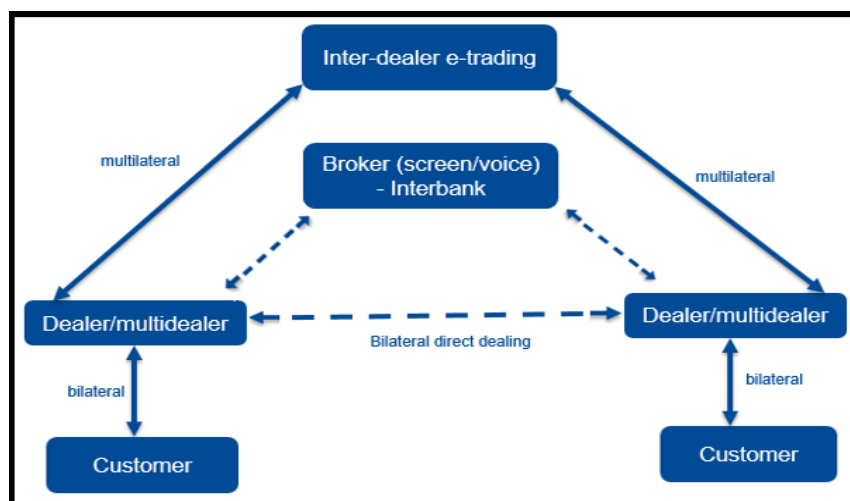 Inter-dealer e-trading
multilateral
Broker (screen/voice)
- Interbank
multilateral
Dealer/multidealer
Dealer/multidealer
Bilateral direct dealing
bilateral
bilateral
Customer
Customer